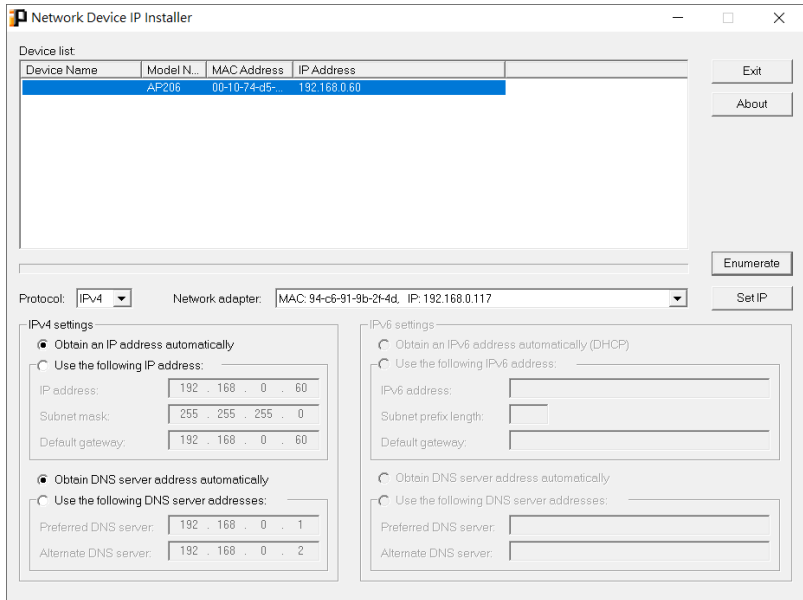 Network Device IP Installer
Device list:
Device Name Model N... MAC Address IP Address
AP206 00-10-74-d5-... 192.168.0.60
Exit
About
Enumerate
Protocol: IPv4 Network adapter: MAC: 94-c6-91-9b-2f-4d, IP: 192.168.0.117 Set IP
IPv4 settings
Obtain an IP address automatically
Use the following IP address:
IP address: 192 . 168 . 0 . 60
Subnet mask: 255 . 255 . 255 . 0
Default gateway: 192 . 168 . 0 . 60
Obtain DNS server address automatically
Use the following DNS server addresses:
Preferred DNS server: 192 . 168 . 0 . 1
Alternate DNS server: 192 . 168 . 0 . 2
IPv6 settings
Obtain an IPv6 address automatically (DHCP)
Use the following IPv6 address:
IPv6 address:
Subnet prefix length:
Default gateway:
Obtain DNS server address automatically
Use the following DNS server addresses:
Preferred DNS server:
Alternate DNS server: